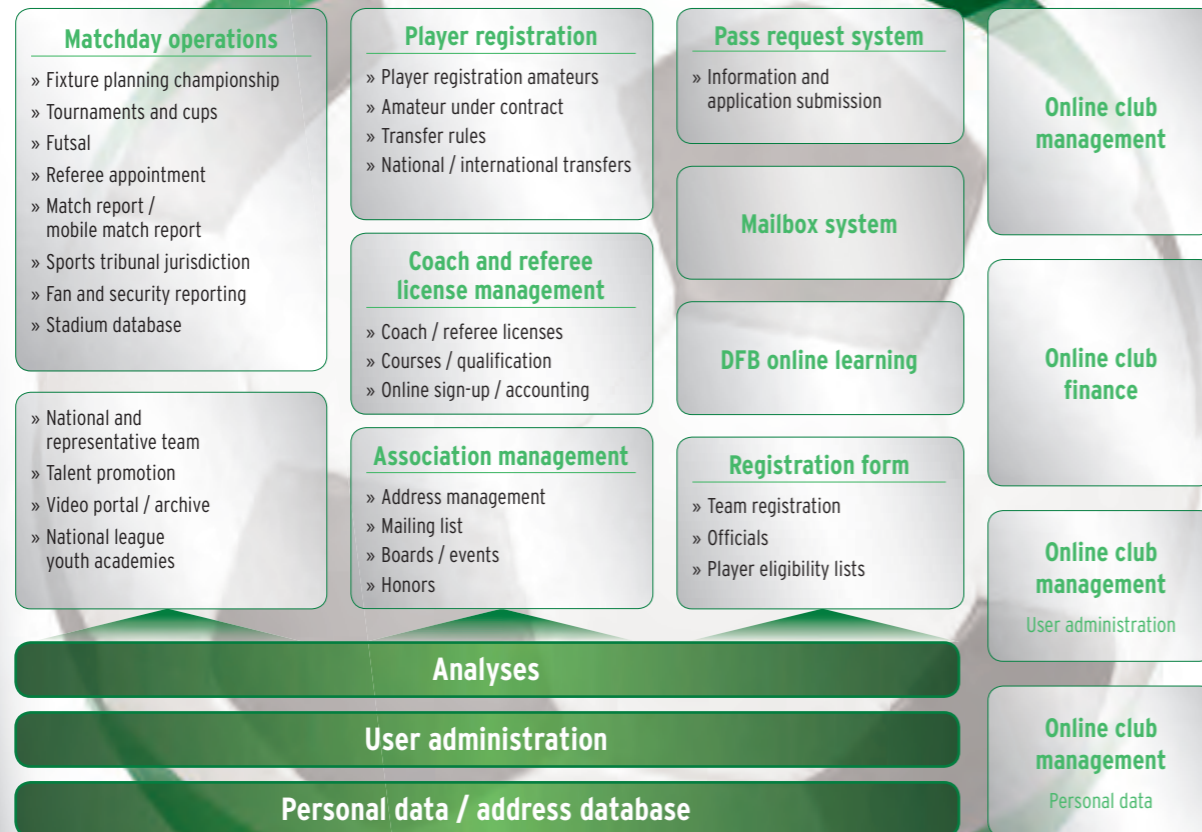 Matchday operations
» Fixture planning championship
» Tournaments and cups
» Futsal
» Referee appointment
» Match report /
mobile match report
» Sports tribunal jurisdiction
» Fan and security reporting
» Stadium database
» National and
representative team
» Talent promotion
» Video portal / archive
» National league
youth academies
Player registration
» Player registration amateurs
» Amateur under contract
» Transfer rules
» National / international transfers
Coach and referee
license management
» Coach / referee licenses
» Courses / qualification
» Online sign-up / accounting
Association management
» Address management
» Mailing list
» Boards / events
» Honors
Pass request system
» Information and
application submission
Mailbox system
DFB online learning
Registration form
» Team registration
» Officials
» Player eligibility lists
Online club
management
Online club
finance
Online club
management
User administration
Online club
management
Personal data
Analyses
User administration
Personal data / address database